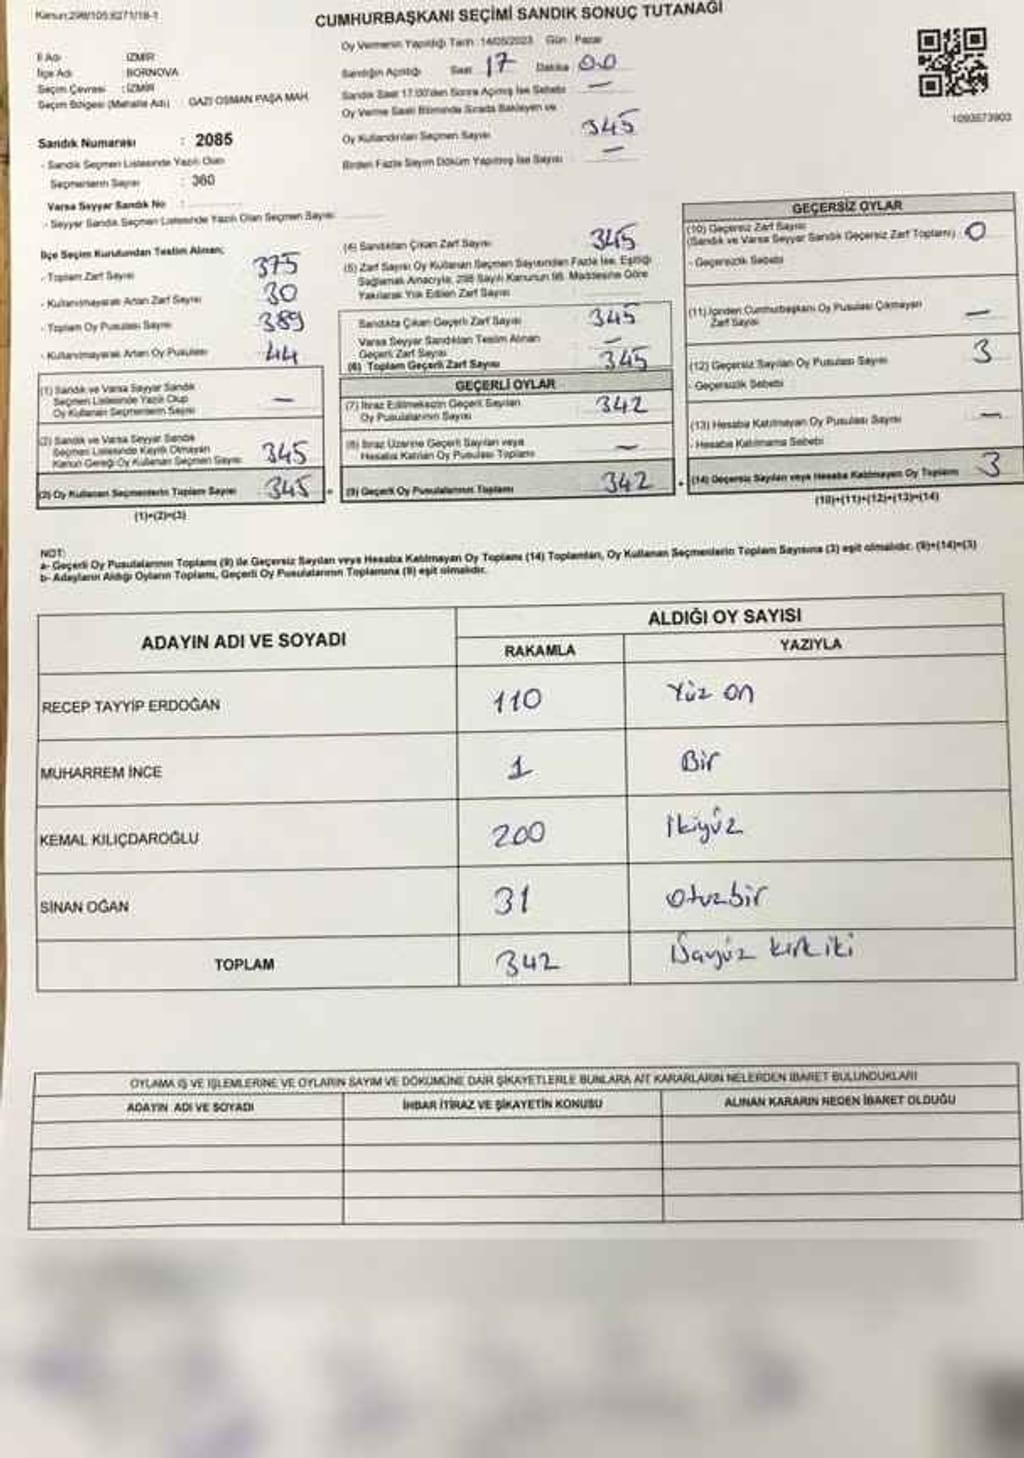 Kanun:298/105;6271/18-1
CUMHURBAŞKANI SEÇİMİ SANDIK SONUÇ TUTANAĞI
İl Adı : İZMİR
İlçe Adı : BORNOVA
Seçim Çevresi : İZMİR
Seçim Bölgesi (Mahalle Adı) GAZİ OSMAN PAŞA MAH.
Sandık Numarası : 2085
- Sandık Seçmen Listesinde Yazılı Olan
Seçmenlerin Sayısı : 360
Varsa Seyyar Sandık No :
- Seyyar Sandık Seçmen Listesinde Yazılı Olan Seçmen Sayısı:
Oy Vermenin Yapıldığı Tarih : 14/05/2023 Gün : Pazar
Sandığın Açıldığı Saat 17 Dakika 00
Sandık Saat 17:00'den Sonra Açılmış İse Sebebi —
Oy Verme Saati Bitiminde Sırada Bekleyen ve
Oy Kullandırılan Seçmen Sayısı 345
Birden Fazla Sayım Döküm Yapılmış İse Sayısı —
1093573903
İlçe Seçim Kurulundan Teslim Alınan;
- Toplam Zarf Sayısı 375
- Kullanılmayarak Artan Zarf Sayısı 30
- Toplam Oy Pusulası Sayısı 389
- Kullanılmayarak Artan Oy Pusulası 44
(1) Sandık ve Varsa Seyyar Sandık
Seçmen Listesinde Yazılı Olup
Oy Kullanan Seçmenlerin Sayısı —
(2) Sandık ve Varsa Seyyar Sandık
Seçmen Listesinde Kayıtlı Olmayan
Kanun Gereği Oy Kullanan Seçmen Sayısı 345
(3) Oy Kullanan Seçmenlerin Toplam Sayısı 345 =
(1)+(2)=(3)
(4) Sandıktan Çıkan Zarf Sayısı 345
(5) Zarf Sayısı Oy Kullanan Seçmen Sayısından Fazla İse, Eşitliği
Sağlamak Amacıyla, 298 Sayılı Kanunun 98. Maddesine Göre
Yakılarak Yok Edilen Zarf Sayısı
Sandıkta Çıkan Geçerli Zarf Sayısı 345
Varsa Seyyar Sandıktan Teslim Alınan
Geçerli Zarf Sayısı —
(6) Toplam Geçerli Zarf Sayısı 345
GEÇERLİ OYLAR
(7) İtiraz Edilmeksizin Geçerli Sayılan
Oy Pusulalarının Sayısı 342
(8) İtiraz Üzerine Geçerli Sayılan veya
Hesaba Katılan Oy Pusulası Toplamı —
(9) Geçerli Oy Pusulalarının Toplamı 342 +
GEÇERSİZ OYLAR
(10) Geçersiz Zarf Sayısı
(Sandık ve Varsa Seyyar Sandık Geçersiz Zarf Toplamı) 0
- Geçersizlik Sebebi
(11) İçinden Cumhurbaşkanı Oy Pusulası Çıkmayan
Zarf Sayısı —
(12) Geçersiz Sayılan Oy Pusulası Sayısı 3
- Geçersizlik Sebebi
(13) Hesaba Katılmayan Oy Pusulası Sayısı —
- Hesaba Katılmama Sebebi
(14) Geçersiz Sayılan veya Hesaba Katılmayan Oy Toplamı 3
(10)+(11)+(12)+(13)=(14)
NOT:
a- Geçerli Oy Pusulalarının Toplamı (9) ile Geçersiz Sayılan veya Hesaba Katılmayan Oy Toplamı (14) Toplamları, Oy Kullanan Seçmenlerin Toplam Sayısına (3) eşit olmalıdır. (9)+(14)=(3)
b- Adayların Aldığı Oyların Toplamı, Geçerli Oy Pusulalarının Toplamına (9) eşit olmalıdır.
ADAYIN ADI VE SOYADI
ALDIĞI OY SAYISI
RAKAMLA YAZIYLA
RECEP TAYYİP ERDOĞAN 110 Yüz on
MUHARREM İNCE 1 Bir
KEMAL KILIÇDAROĞLU 200 İkiyüz
SİNAN OĞAN 31 Otuzbir
TOPLAM 342 kırk iki
OYLAMA İŞ VE İŞLEMLERİNE VE OYLARIN SAYIM VE DÖKÜMÜNE DAİR ŞİKAYETLERLE BUNLARA AİT KARARLARIN NELERDEN İBARET BULUNDUKLARI
ADAYIN ADI VE SOYADI İHBAR İTİRAZ VE ŞİKAYETİN KONUSU ALINAN KARARIN NEDEN İBARET OLDUĞU